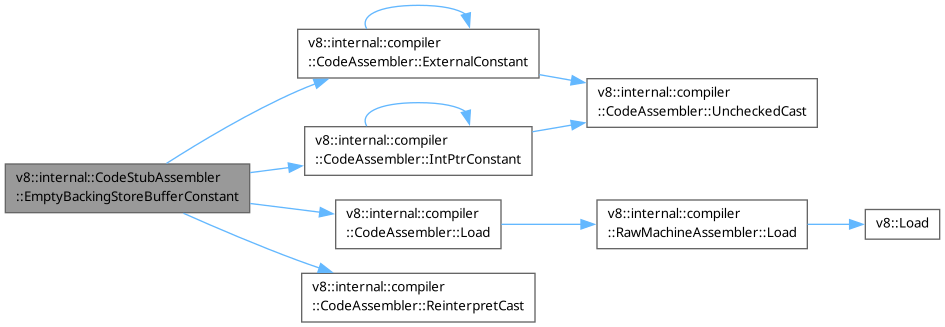 v8::internal::compiler
::CodeAssembler::ExternalConstant
v8::internal::compiler
::CodeAssembler::UncheckedCast
v8::internal::compiler
::CodeAssembler::IntPtrConstant
v8::internal::CodeStubAssembler
::EmptyBackingStoreBufferConstant
v8::internal::compiler
::CodeAssembler::Load
v8::internal::compiler
::RawMachineAssembler::Load
v8::Load
v8::internal::compiler
::CodeAssembler::ReinterpretCast